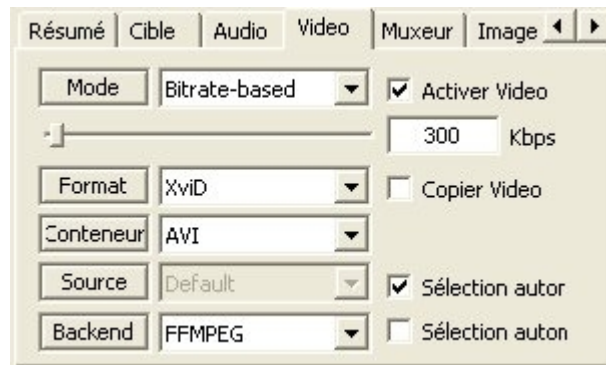 Résumé Cible Audio Video Muxeur Image
Mode Bitrate-based Activer Video
300 Kbps
Format XviD Copier Video
Conteneur AVI
Source Default Sélection autor
Backend FFMPEG Sélection auton